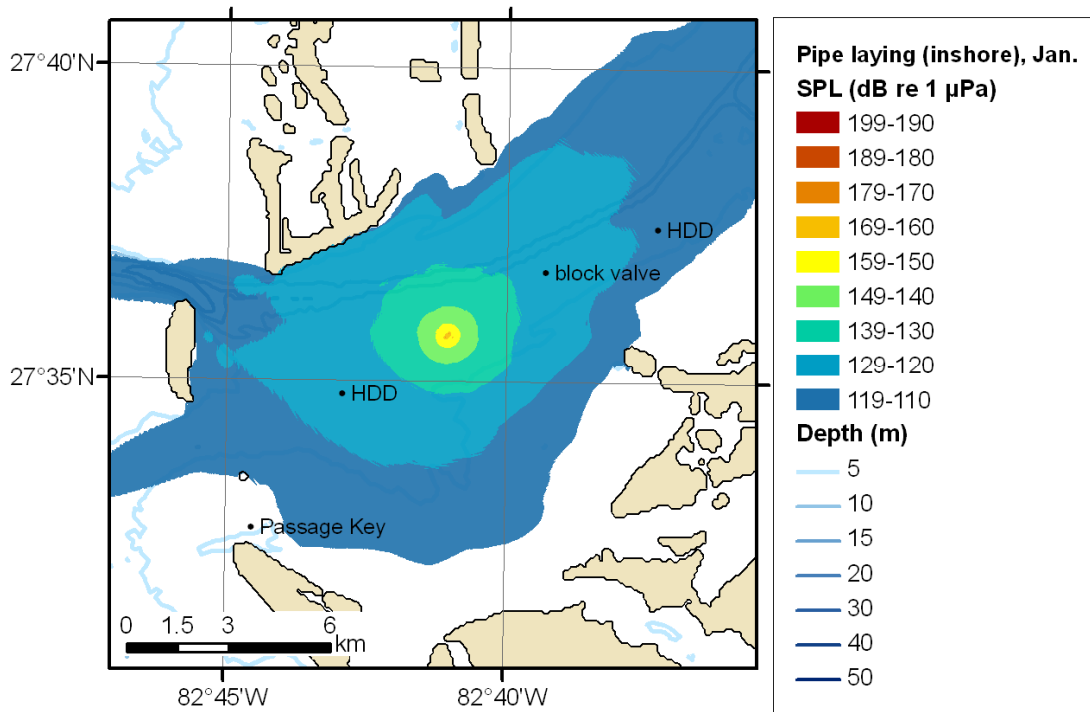 27°40'N
27°35'N
82°45'W
82°40'W
HDD
block valve
HDD
Passage Key
0 1.5 3 6
km
Pipe laying (inshore), Jan.
SPL (dB re 1 µPa)
199-190
189-180
179-170
169-160
159-150
149-140
139-130
129-120
119-110
Depth (m)
5
10
15
20
30
40
50